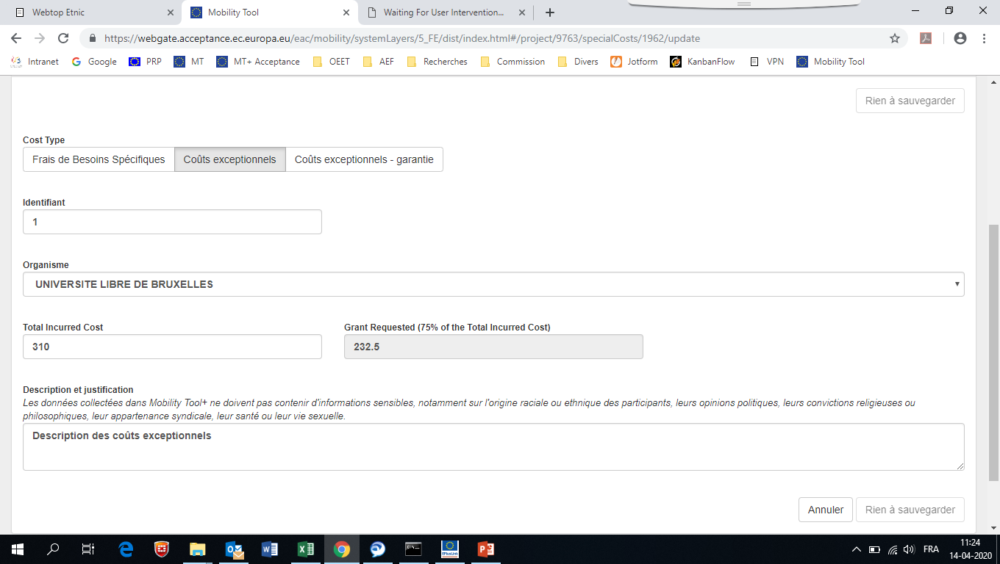 Webtop Etnic
Mobility Tool
Waiting For User Intervention...
https://webgate.acceptance.ec.europa.eu/eac/mobility/systemLayers/5_FE/dist/index.html#/project/9763/specialCosts/1962/update
Intranet Google PRP MT MT+ Acceptance OEET AEF Recherches Commission Divers Jotform KanbanFlow VPN Mobility Tool
Rien à sauvegarder
Cost Type
Frais de Besoins Spécifiques Coûts exceptionnels Coûts exceptionnels - garantie
Identifiant
1
Organisme
UNIVERSITE LIBRE DE BRUXELLES
Total Incurred Cost Grant Requested (75% of the Total Incurred Cost)
310 232.5
Description et justification
Les données collectées dans Mobility Tool+ ne doivent pas contenir d'informations sensibles, notamment sur l'origine raciale ou ethnique des participants, leurs opinions politiques, leurs convictions religieuses ou
philosophiques, leur appartenance syndicale, leur santé ou leur vie sexuelle.
Description des coûts exceptionnels
Annuler Rien à sauvegarder
FRA
11:24
14-04-2020